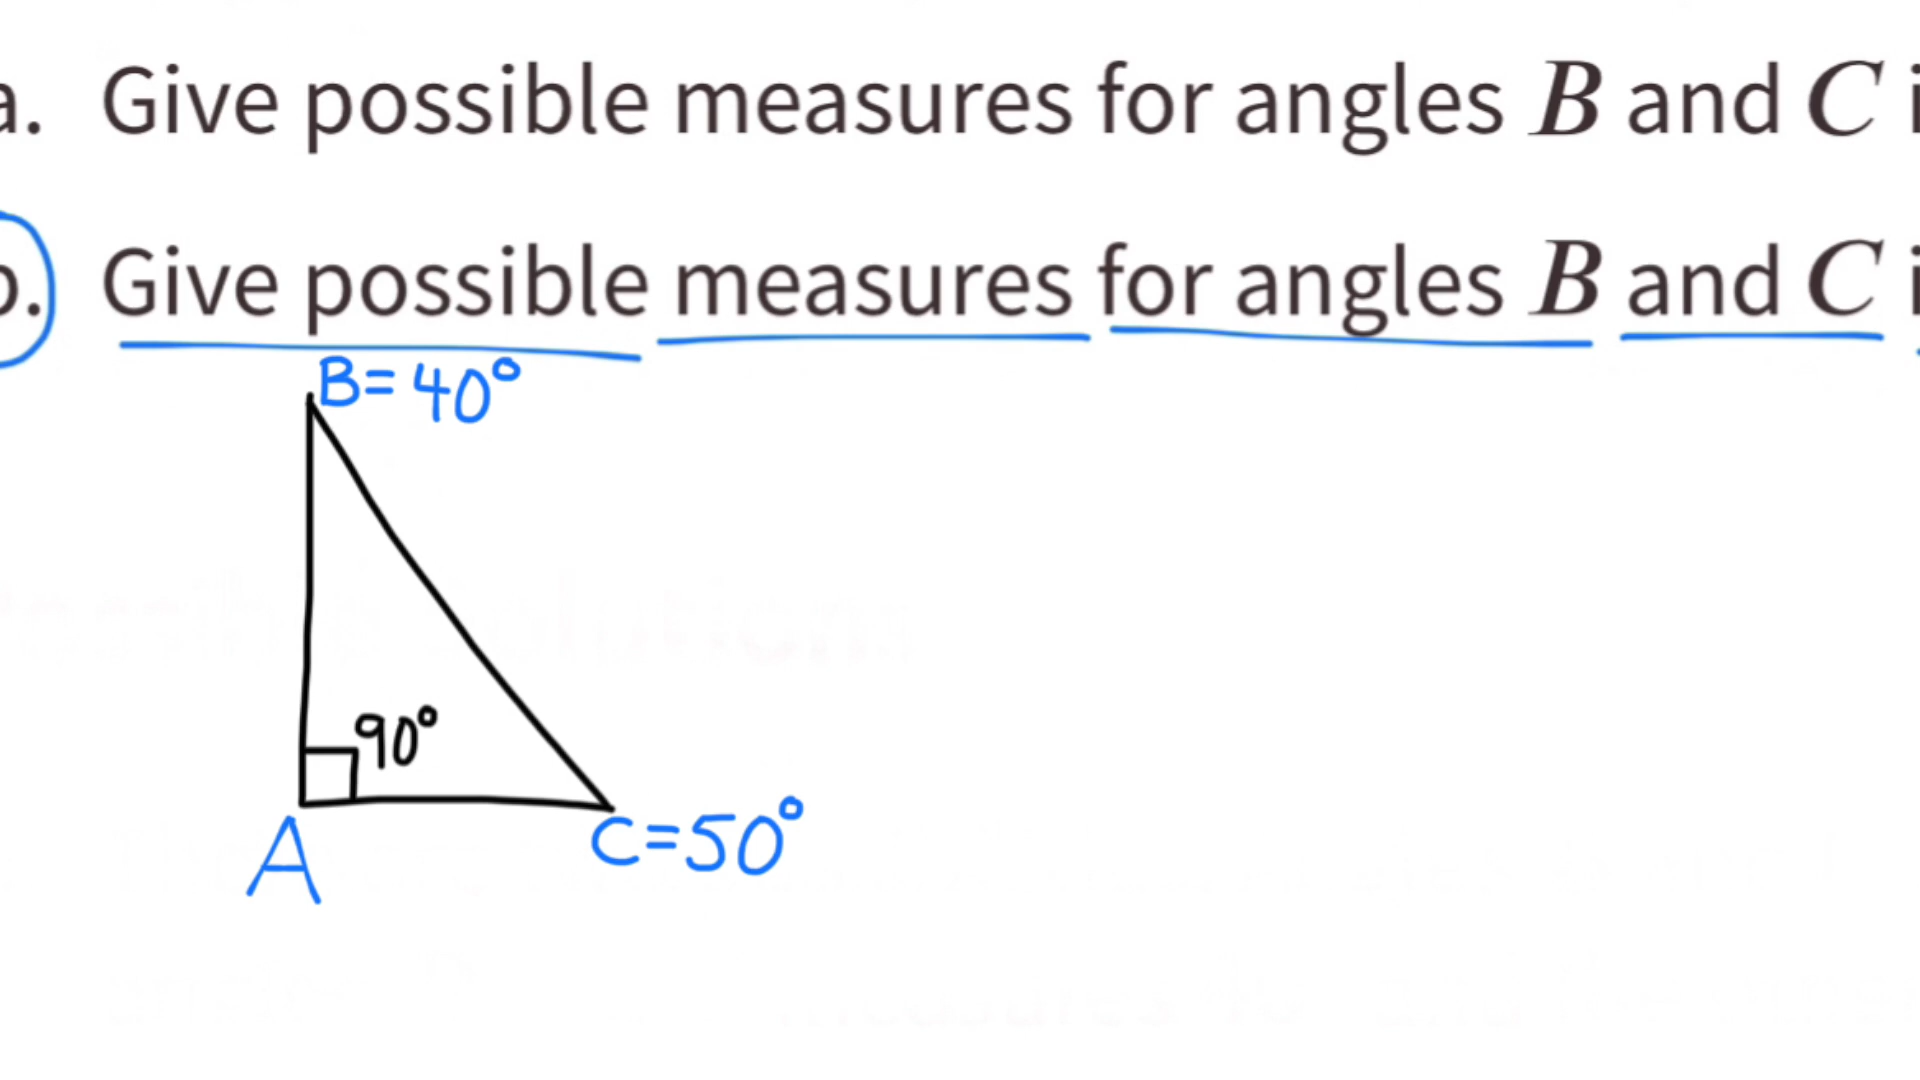 a. Give possible measures for angles B and C i
b. Give possible measures for angles B and C i
B = 40°
90°
A
C = 50°